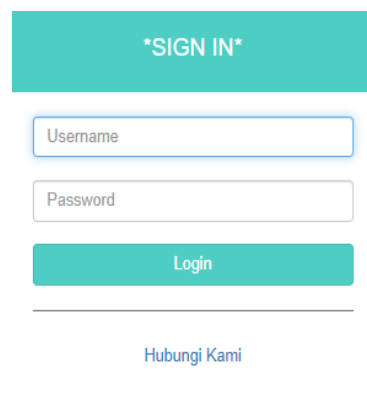 *SIGN IN*
Username
Password
Login
Hubungi Kami